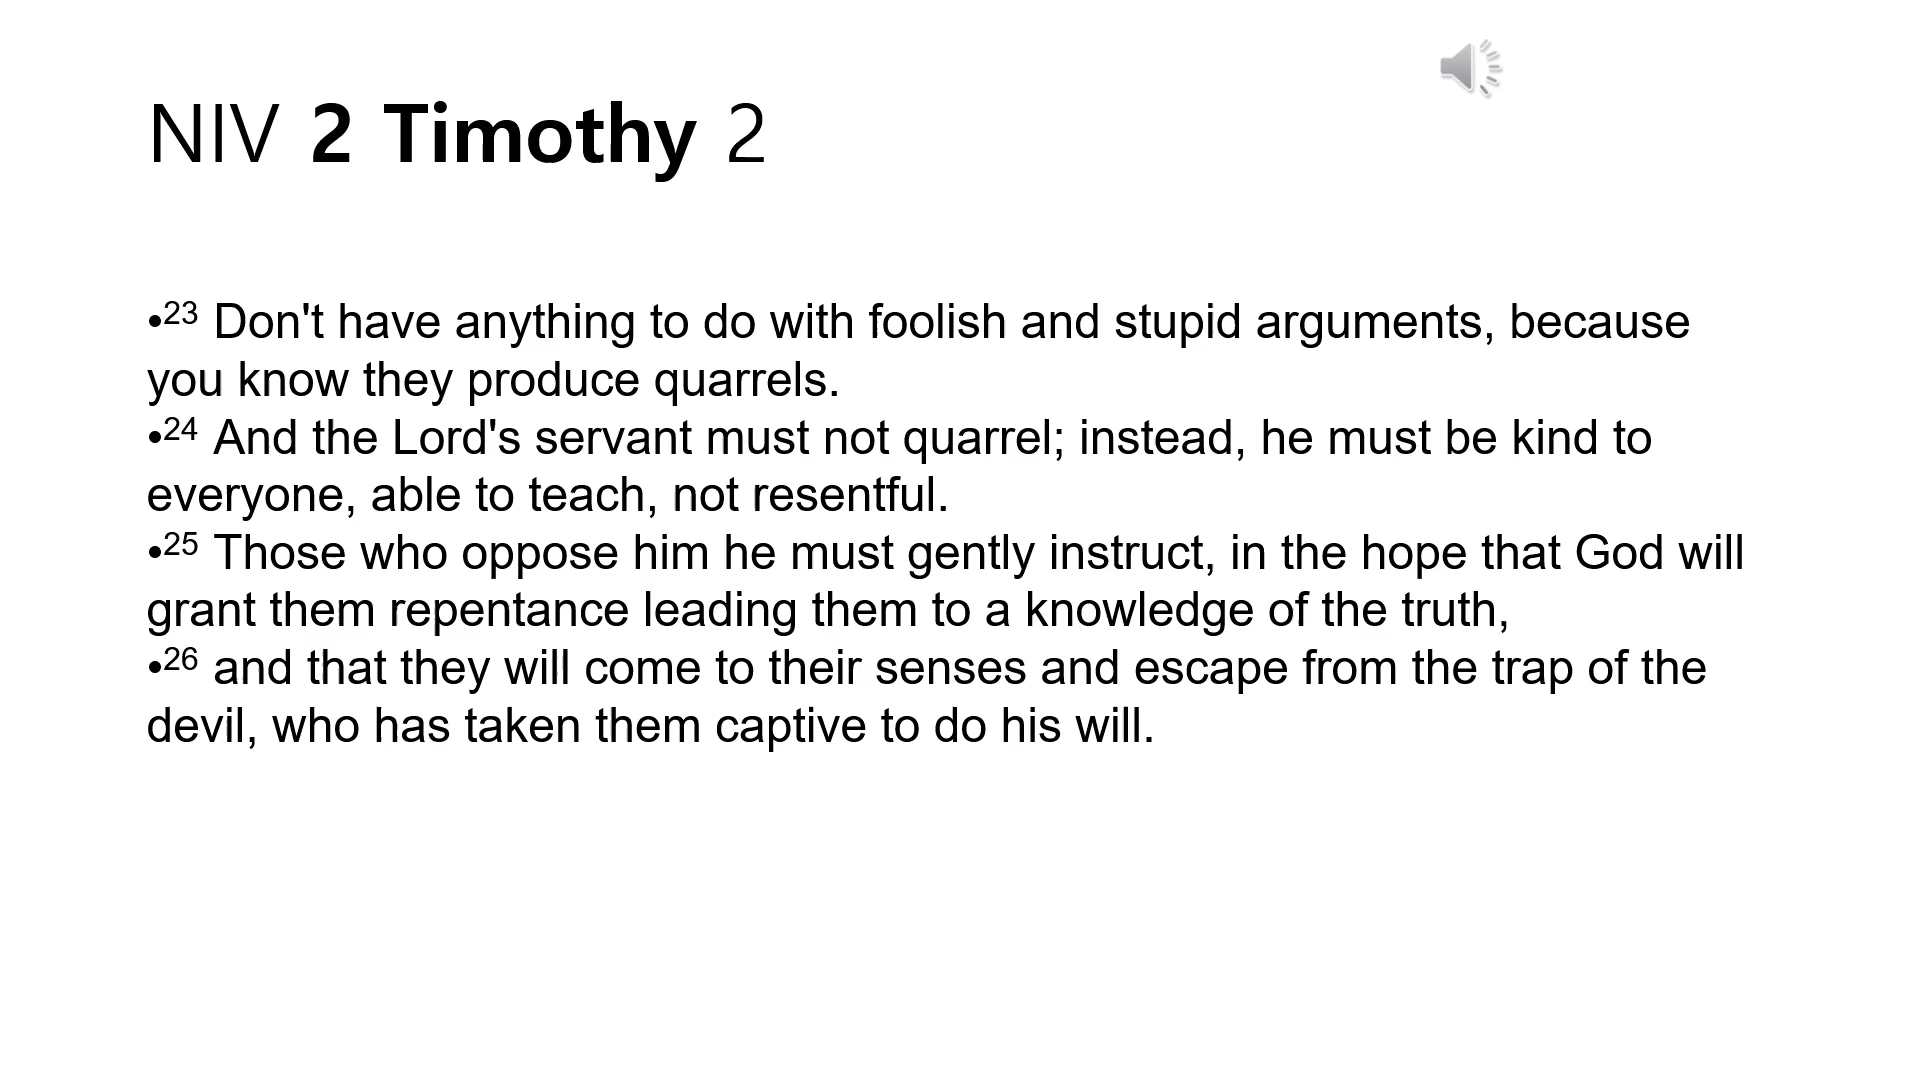 NIV 2 Timothy 2
•23 Don't have anything to do with foolish and stupid arguments, because
you know they produce quarrels.
•24 And the Lord's servant must not quarrel; instead, he must be kind to
everyone, able to teach, not resentful.
•25 Those who oppose him he must gently instruct, in the hope that God will
grant them repentance leading them to a knowledge of the truth,
•26 and that they will come to their senses and escape from the trap of the
devil, who has taken them captive to do his will.